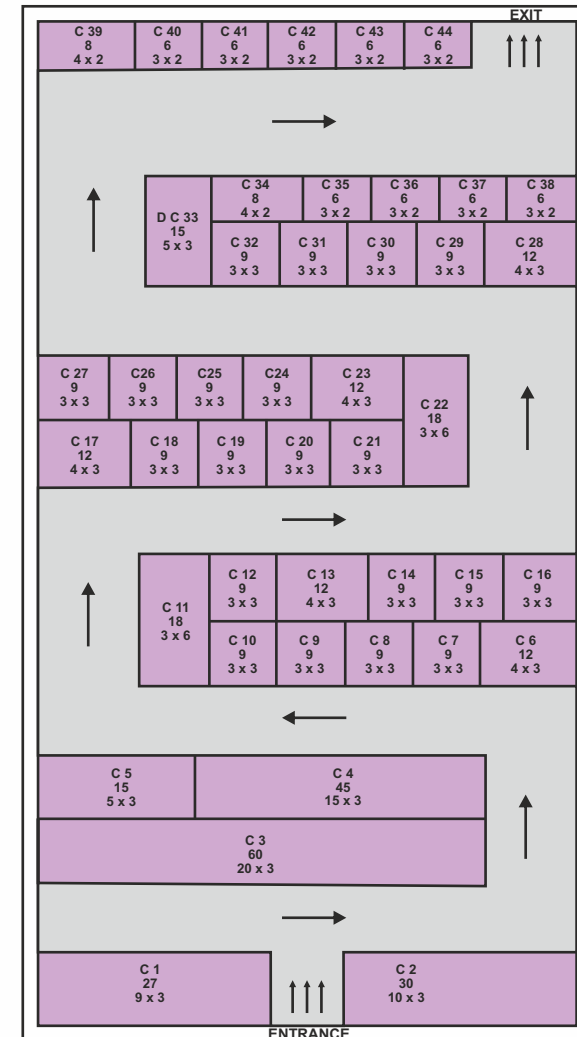 EXIT
C 39
8
4 x 2
C 40
6
3 x 2
C 41
6
3 x 2
C 42
6
3 x 2
C 43
6
3 x 2
C 44
6
3 x 2
D C 33
15
5 x 3
C 34
8
4 x 2
C 35
6
3 x 2
C 36
6
3 x 2
C 37
6
3 x 2
C 38
6
3 x 2
C 32
9
3 x 3
C 31
9
3 x 3
C 30
9
3 x 3
C 29
9
3 x 3
C 28
12
4 x 3
C 27
9
3 x 3
C26
9
3 x 3
C25
9
3 x 3
C24
9
3 x 3
C 23
12
4 x 3
C 22
18
3 x 6
C 17
12
4 x 3
C 18
9
3 x 3
C 19
9
3 x 3
C 20
9
3 x 3
C 21
9
3 x 3
C 11
18
3 x 6
C 12
9
3 x 3
C 13
12
4 x 3
C 14
9
3 x 3
C 15
9
3 x 3
C 16
9
3 x 3
C 10
9
3 x 3
C 9
9
3 x 3
C 8
9
3 x 3
C 7
9
3 x 3
C 6
12
4 x 3
C 5
15
5 x 3
C 4
45
15 x 3
C 3
60
20 x 3
C 1
27
9 x 3
C 2
30
10 x 3
ENTRANCE